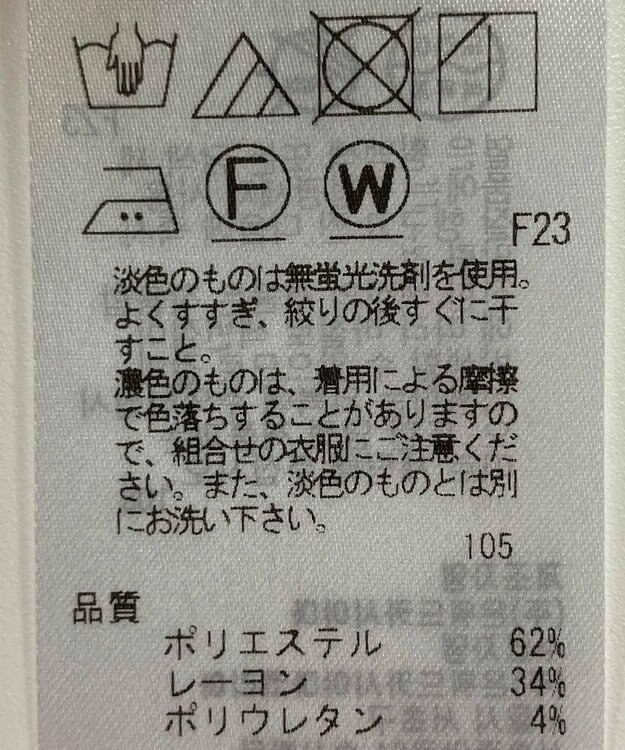 F W
F23
淡色のものは無蛍光洗剤を使用。
よくすすぎ、絞りの後すぐに干
すこと。
濃色のものは、着用による摩擦
で色落ちすることがありますの
で、組合せの衣服にご注意くだ
さい。また、淡色のものとは別
にお洗い下さい。
105
品質
ポリエステル 62%
レーヨン 34%
ポリウレタン 4%